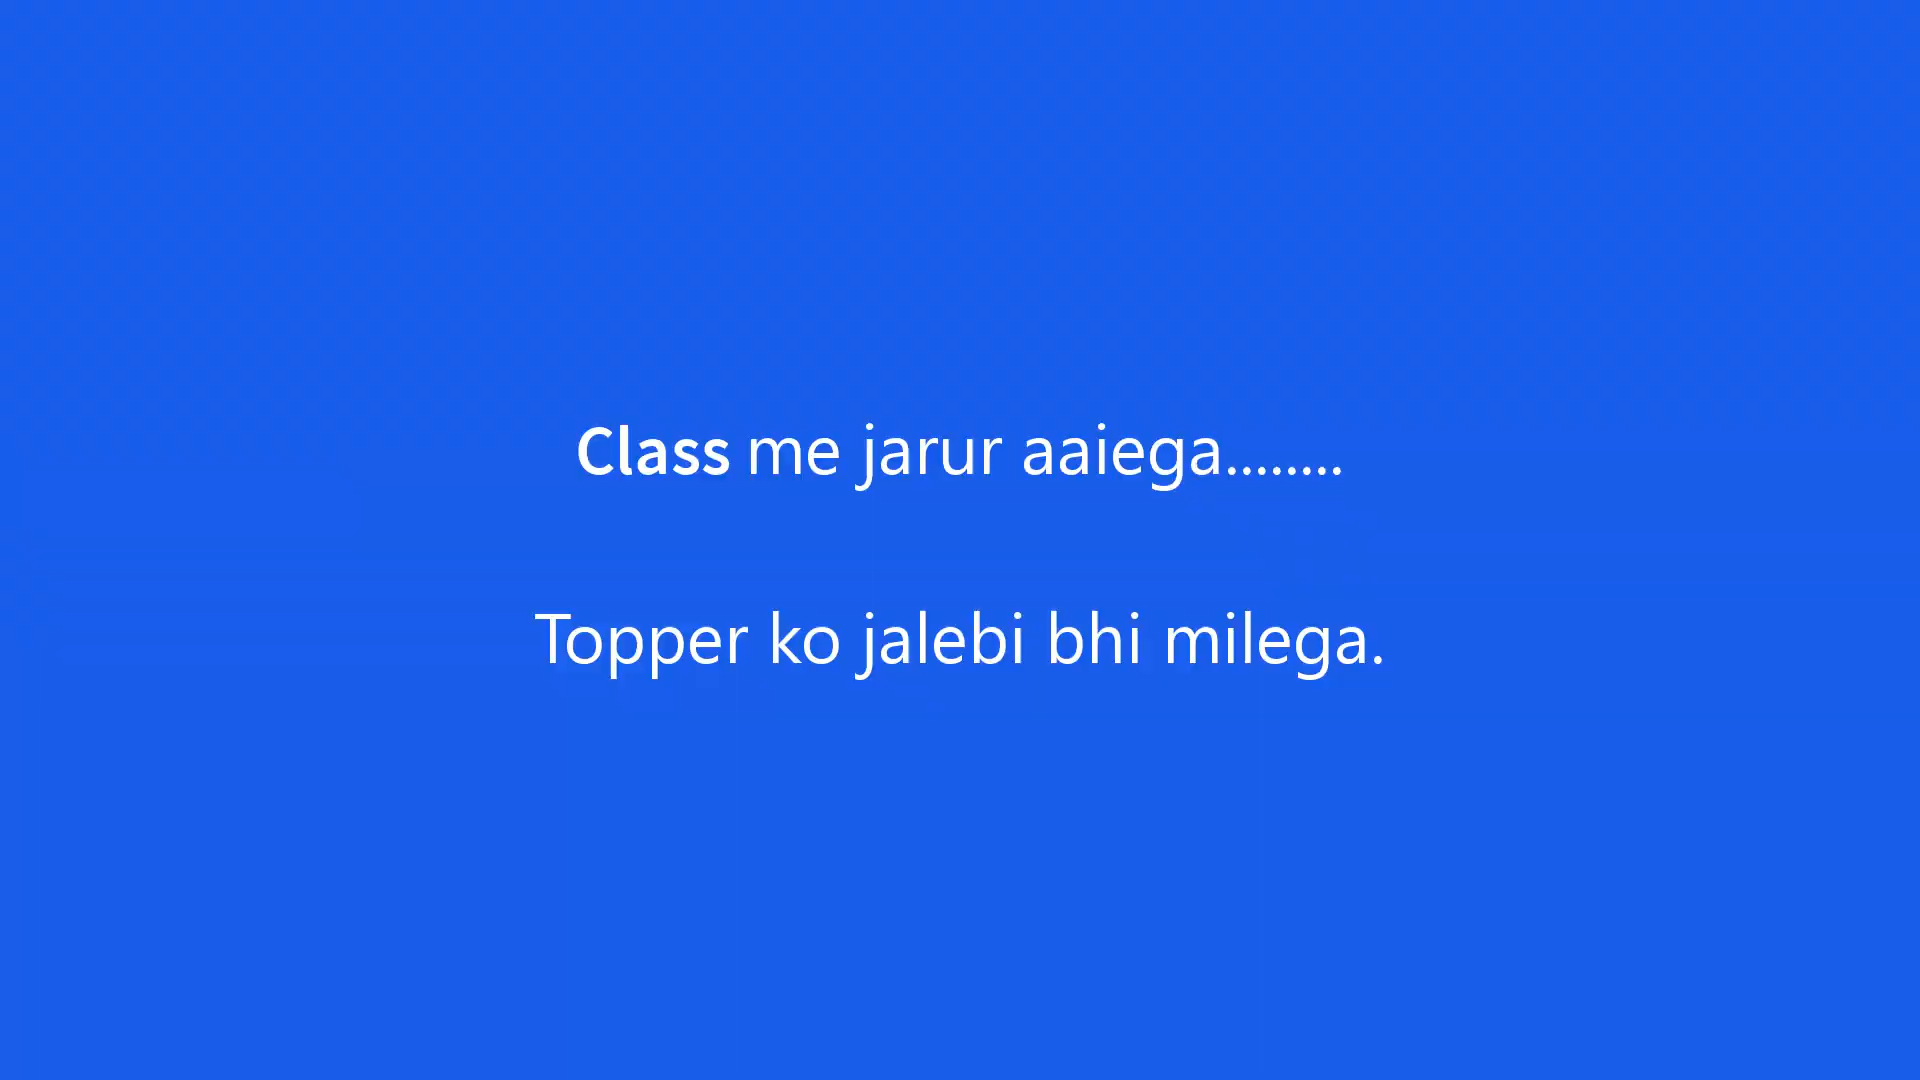 Class me jarur aaiega........
Topper ko jalebi bhi milega.